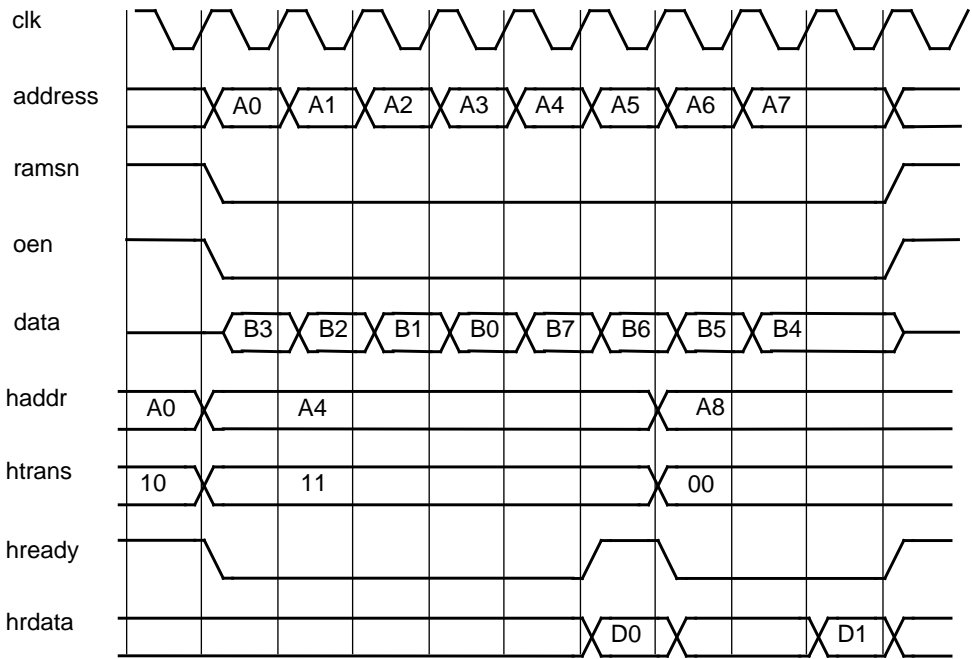 clk
address A0 A1 A2 A3 A4 A5 A6 A7
ramsn
oen
data B3 B2 B1 B0 B7 B6 B5 B4
haddr A0 A4 A8
htrans 10 11 00
hready
hrdata D0 D1